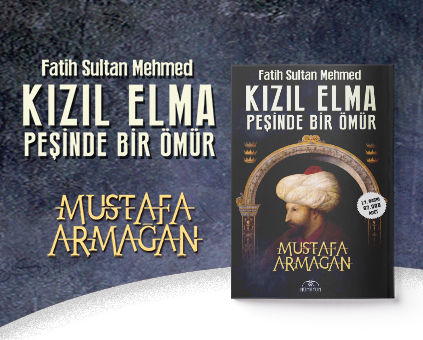 Fatih Sultan Mehmed
KIZIL ELMA
PEŞİNDE BİR ÖMÜR
MUSTAFA
ARMAĞAN
Fatih Sultan Mehmed
KIZIL ELMA
PEŞİNDE BİR ÖMÜR
MUSTAFA
ARMAĞAN